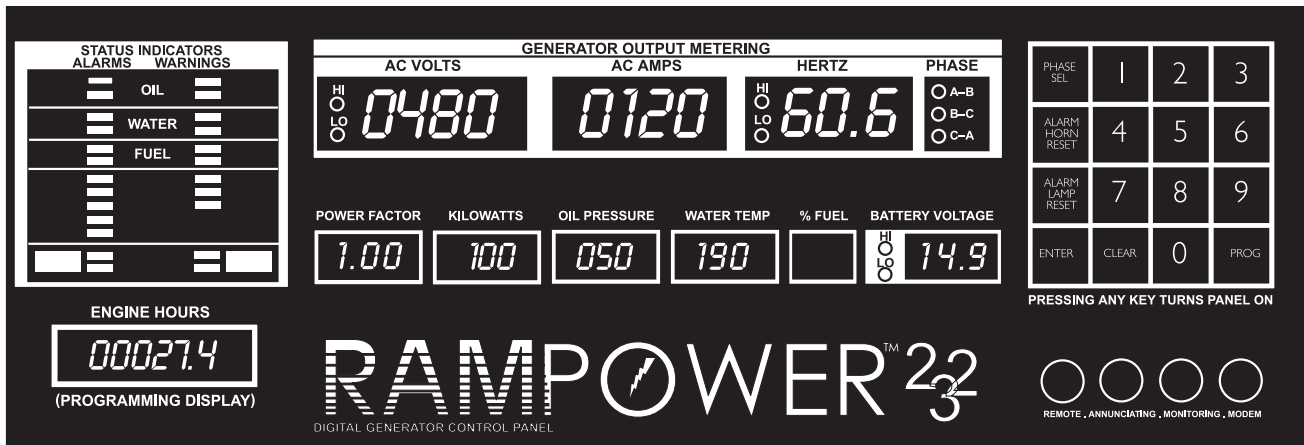 STATUS INDICATORS
ALARMS WARNINGS
OIL
WATER
FUEL
ENGINE HOURS
00027.4
(PROGRAMMING DISPLAY)
GENERATOR OUTPUT METERING
AC VOLTS
HI
LO
0480
AC AMPS
0120
HERTZ
HI
LO
60.6
PHASE
A–B
B–C
C–A
POWER FACTOR
1.00
KILOWATTS
100
OIL PRESSURE
050
WATER TEMP
190
% FUEL
BATTERY VOLTAGE
HI
LO
14.9
RAMPOWER™
DIGITAL GENERATOR CONTROL PANEL
PHASE
SEL
1 2 3
ALARM
HORN
RESET
4 5 6
ALARM
LAMP
RESET
7 8 9
ENTER CLEAR 0 PROG
PRESSING ANY KEY TURNS PANEL ON
REMOTE . ANNUNCIATING . MONITORING . MODEM